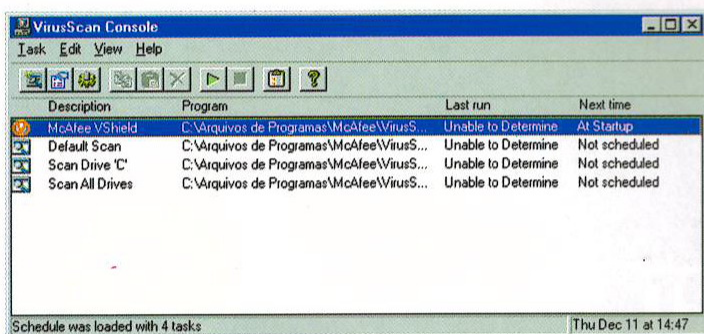 VirusScan Console
Task Edit View Help
Description Program Last run Next time
McAfee VShield C:\Arquivos de Programas\McAfee\VirusS... Unable to Determine At Startup
Default Scan C:\Arquivos de Programas\McAfee\VirusS... Unable to Determine Not scheduled
Scan Drive 'C' C:\Arquivos de Programas\McAfee\VirusS... Unable to Determine Not scheduled
Scan All Drives C:\Arquivos de Programas\McAfee\VirusS... Unable to Determine Not scheduled
Schedule was loaded with 4 tasks Thu Dec 11 at 14:47